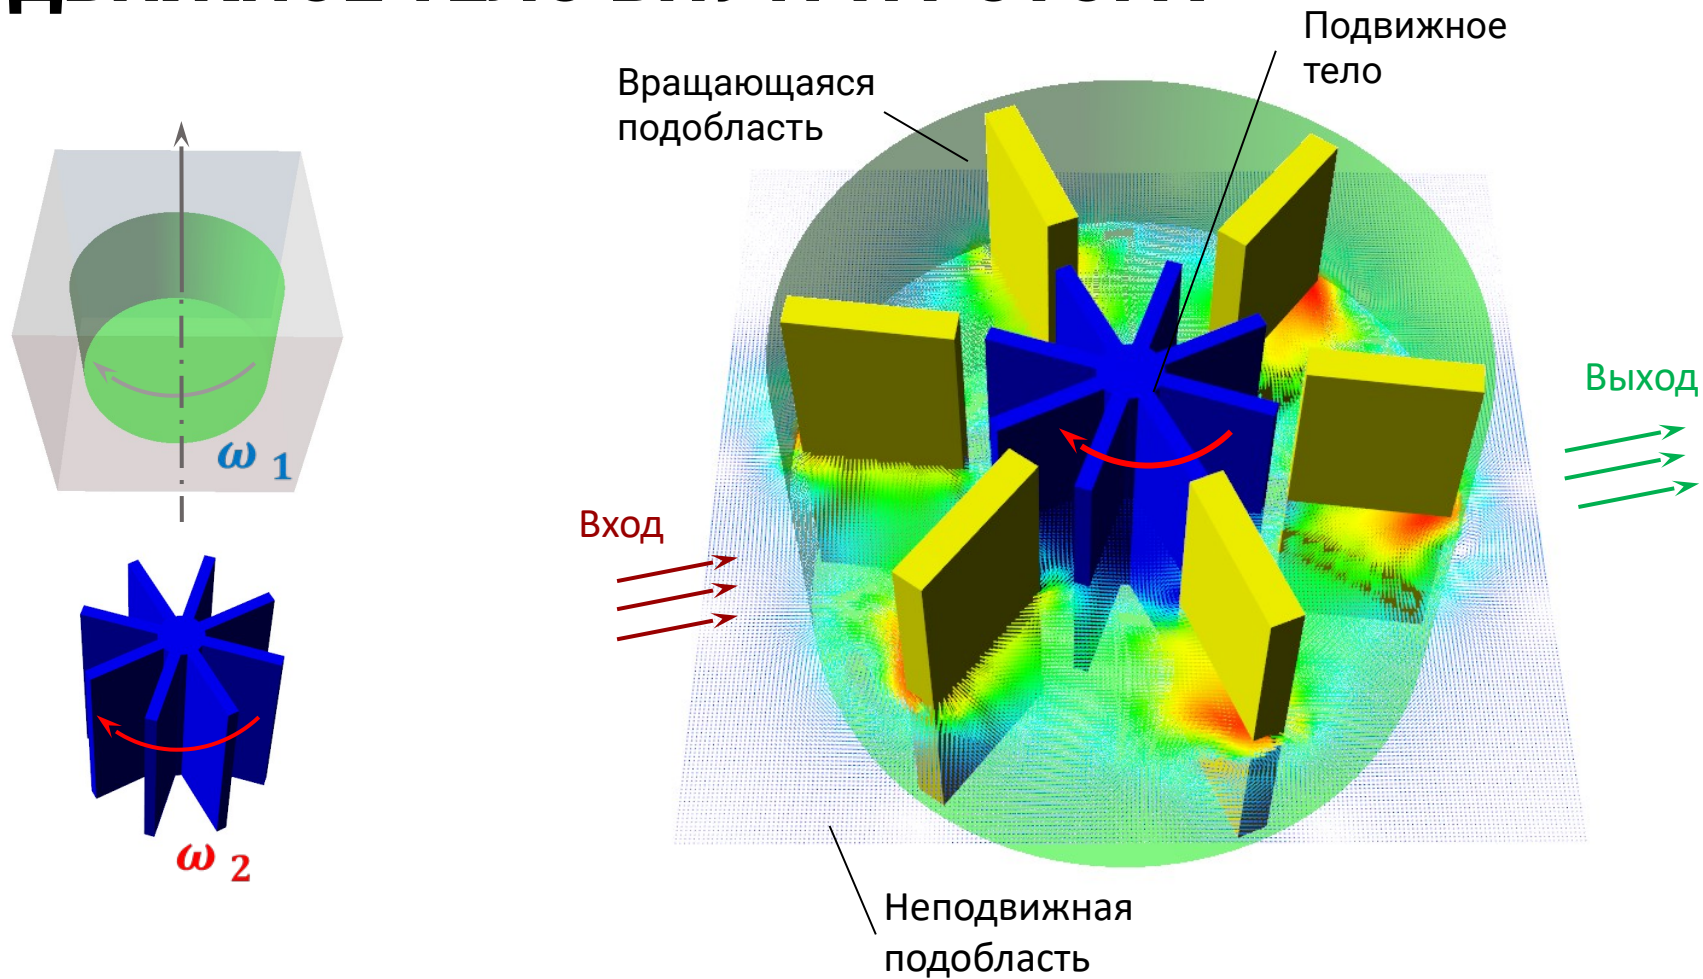 Подвижное
тело
Вращающаяся
подобласть
Выход
ω 1
Вход
ω 2
Неподвижная
подобласть